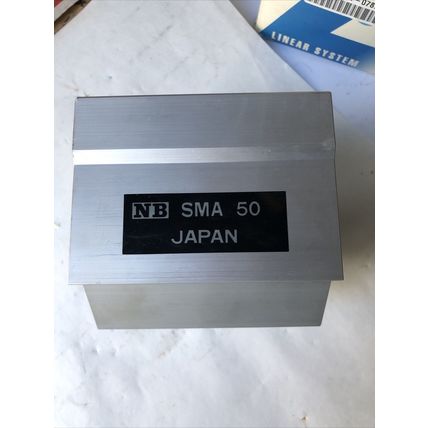 LINEAR SYSTEM
NB SMA 50
JAPAN